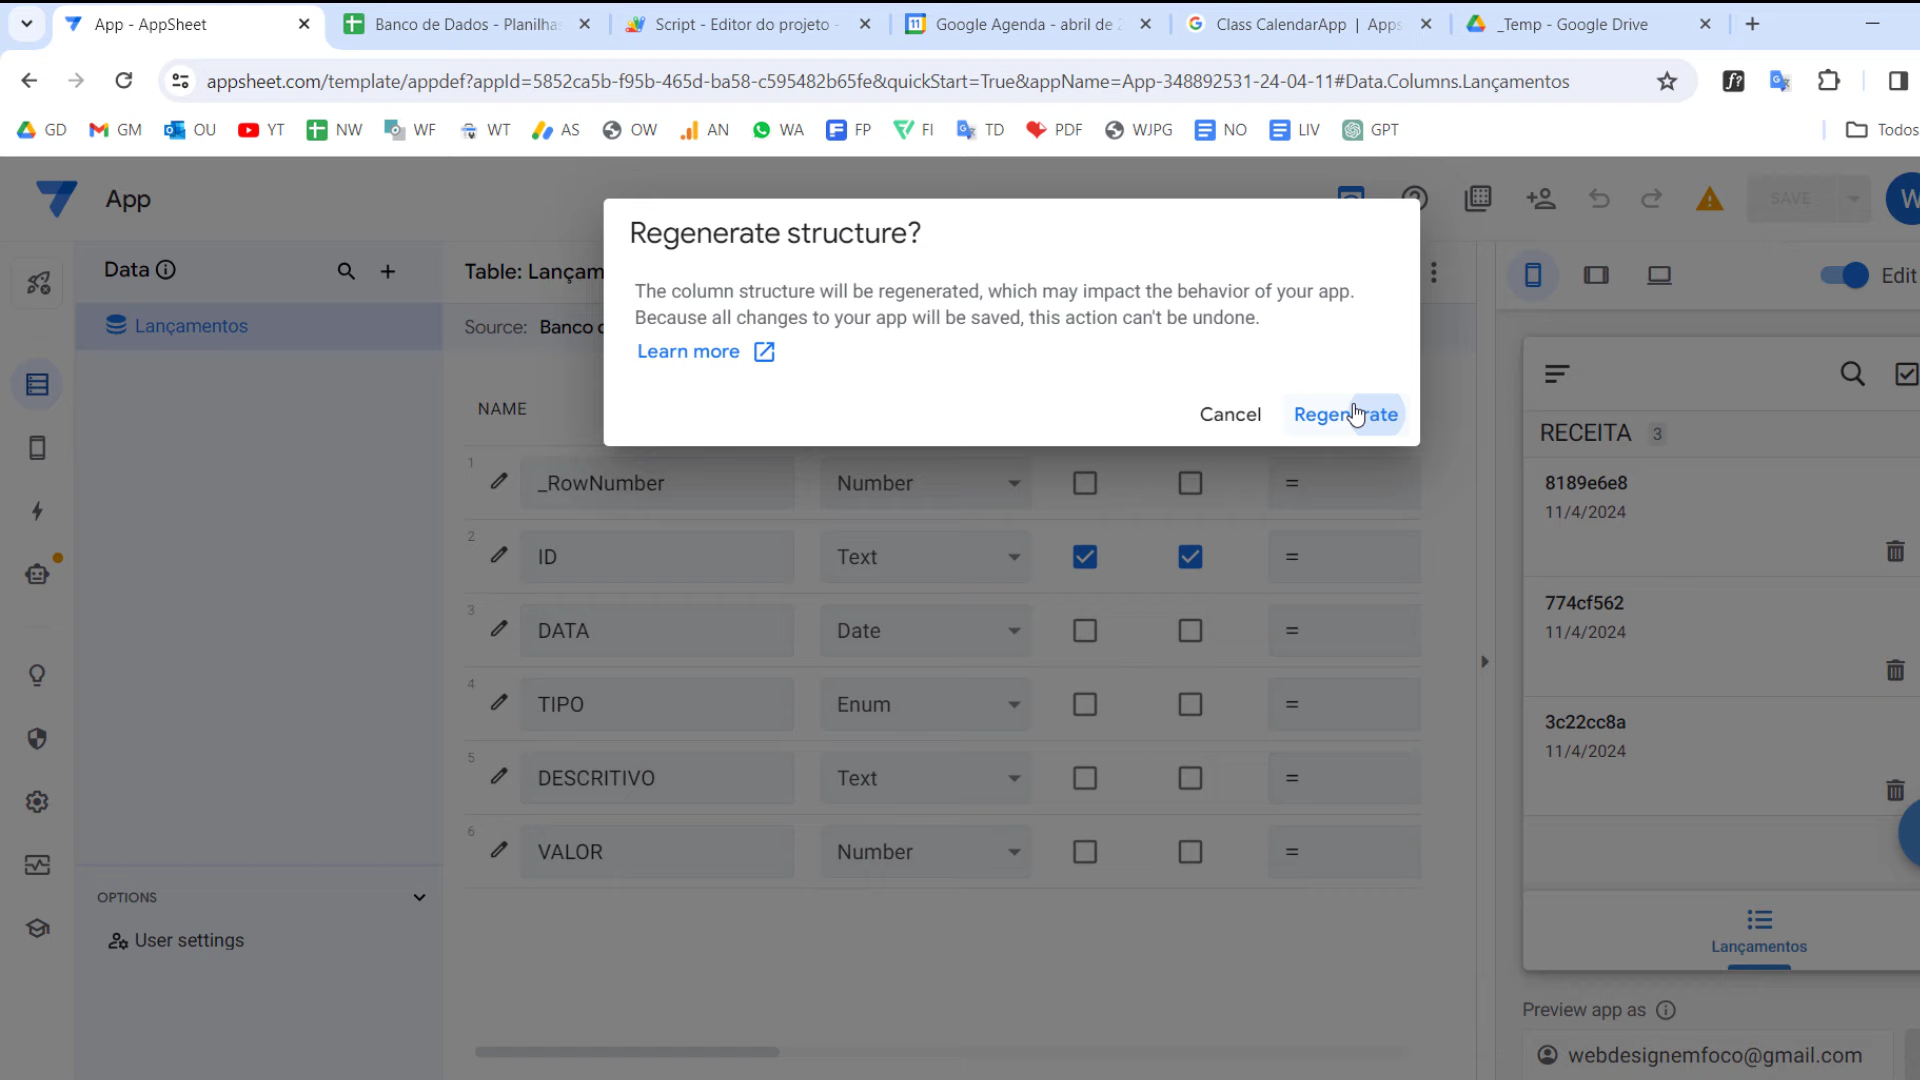 App - AppSheet
Banco de Dados - Planilhas
Script - Editor do projeto -
Google Agenda - abril de 2
Class CalendarApp | Apps
_Temp - Google Drive
appsheet.com/template/appdef?appId=5852ca5b-f95b-465d-ba58-c595482b65fe&quickStart=True&appName=App-348892531-24-04-11#Data.Columns.Lançamentos
GD GM OU YT NW WF WT AS OW AN WA FP FI TD PDF WJPG NO LIV GPT Todos
App
SAVE
W
Data
Lançamentos
Table: Lançam
Source: Banco
Regenerate structure?
The column structure will be regenerated, which may impact the behavior of your app.
Because all changes to your app will be saved, this action can't be undone.
Learn more
Cancel Regenerate
Edit
NAME
1 _RowNumber Number =
2 ID Text =
3 DATA Date =
4 TIPO Enum =
5 DESCRITIVO Text =
6 VALOR Number =
OPTIONS
User settings
RECEITA 3
8189e6e8
11/4/2024
774cf562
11/4/2024
3c22cc8a
11/4/2024
Lançamentos
Preview app as
webdesignemfoco@gmail.com